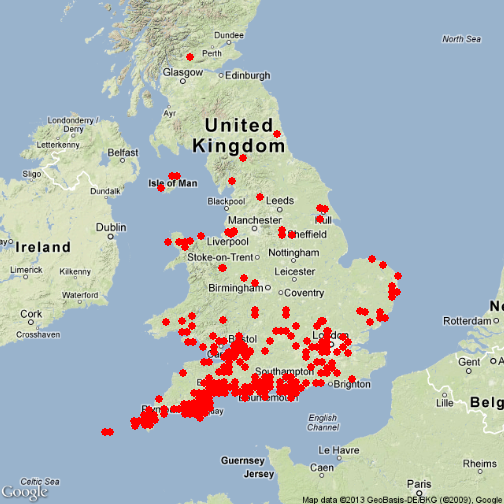 North Sea
Dundee
Perth
Glasgow
Edinburgh
Ayr
United
Kingdom
Londonderry /
Derry
Letterkenny
Belfast
Sligo
Isle of Man
Dundalk
Blackpool
Leeds
Hull
Manchester
Dublin
Ireland
Liverpool
Sheffield
Stoke-on-Trent
Nottingham
Limerick
Kilkenny
Leicester
Birmingham
Coventry
Waterford
Cork
Crosshaven
Rotterdam
London
Southampton
Gent
Brighton
Lille
Belg
English
Channel
Guernsey
Jersey
Le Havre
Caen
Reims
Celtic Sea
Google
Map data ©2013 GeoBasis-DE/BKG (©2009), Google